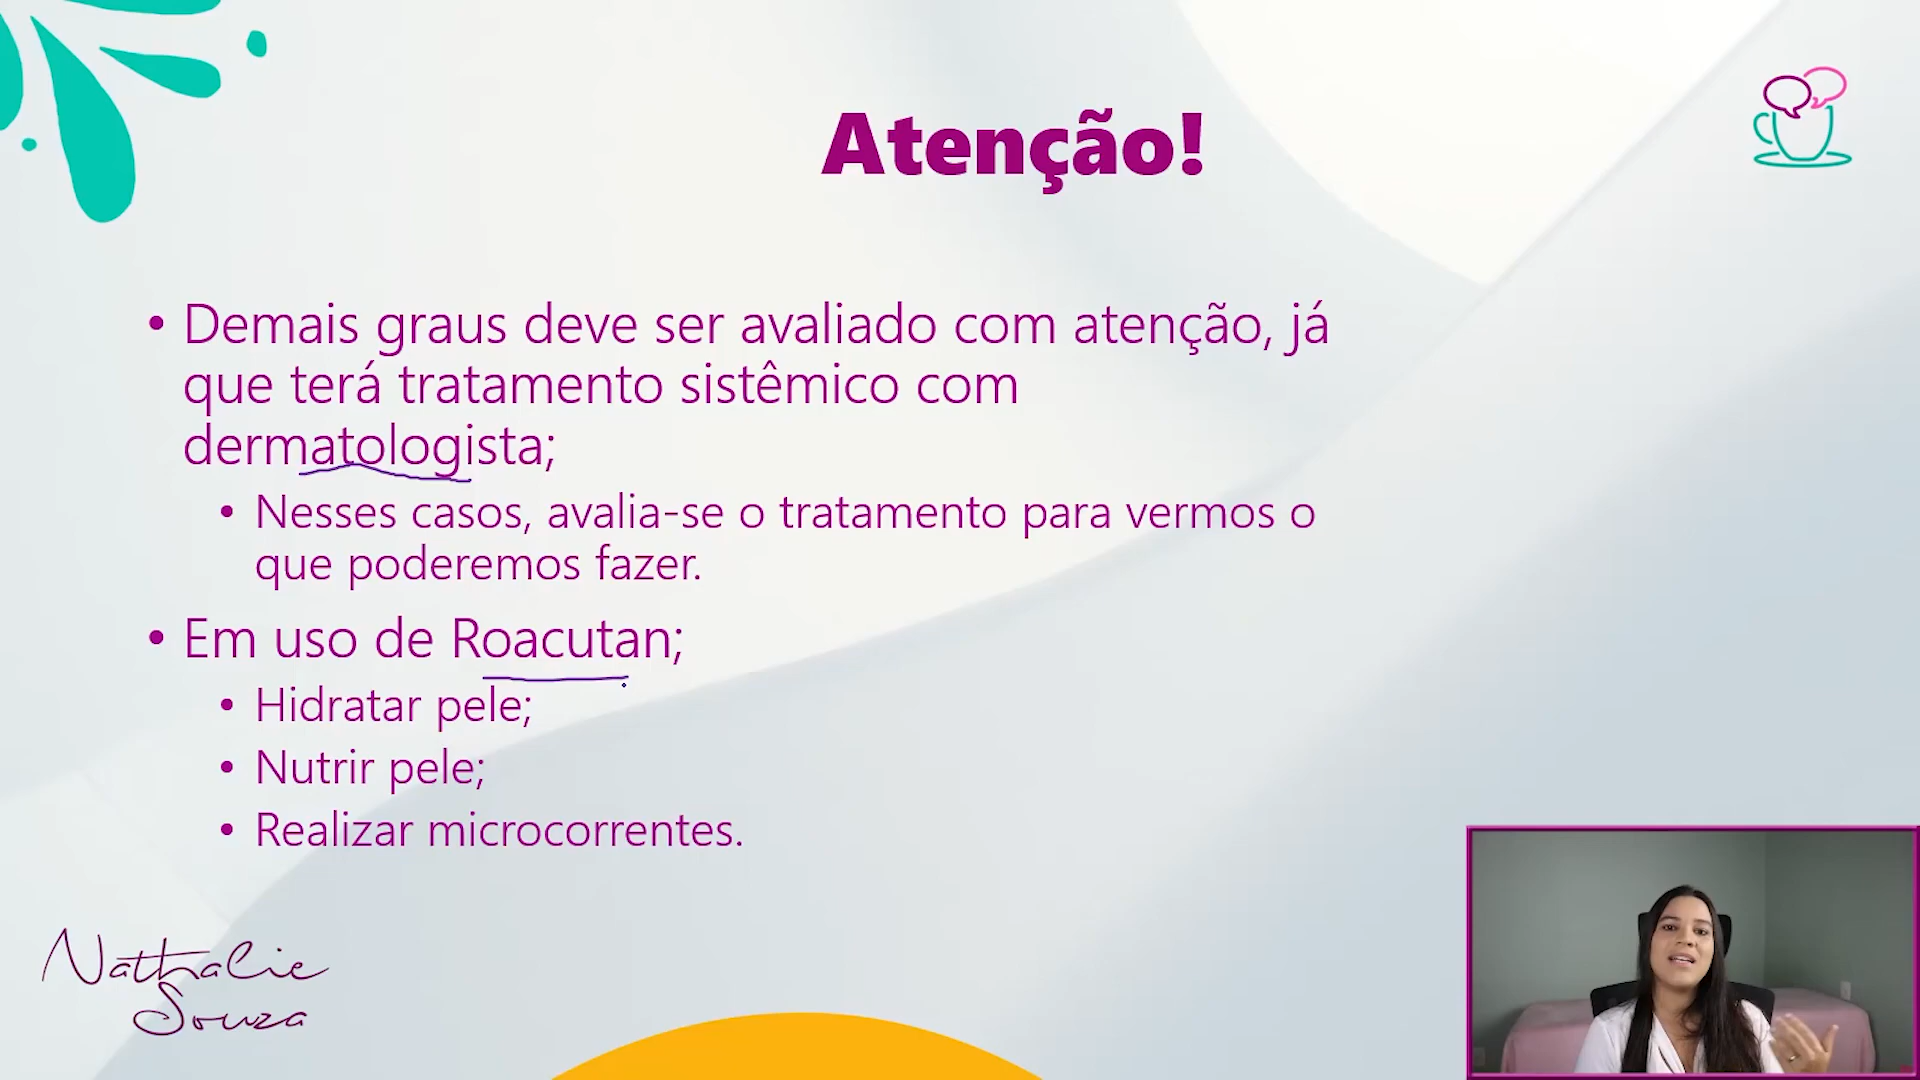 Atenção!
• Demais graus deve ser avaliado com atenção, já
que terá tratamento sistêmico com
dermatologista;
• Nesses casos, avalia-se o tratamento para vermos o
que poderemos fazer.
• Em uso de Roacutan;
• Hidratar pele;
• Nutrir pele;
• Realizar microcorrentes.
Nathalie
Souza